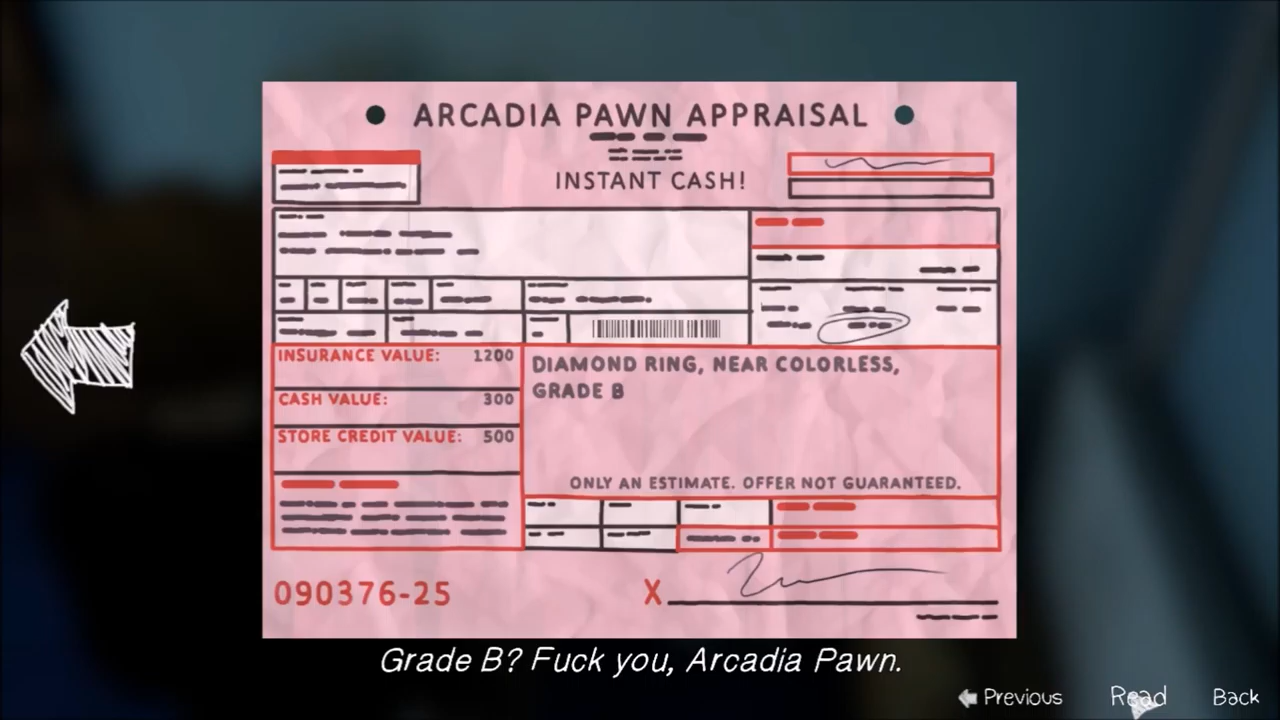 ARCADIA PAWN APPRAISAL
INSTANT CASH!
INSURANCE VALUE: 1200
CASH VALUE: 300
STORE CREDIT VALUE: 500
DIAMOND RING, NEAR COLORLESS,
GRADE B
ONLY AN ESTIMATE. OFFER NOT GUARANTEED.
090376-25
X
Grade B? Fuck you, Arcadia Pawn.
Previous
Read
Back